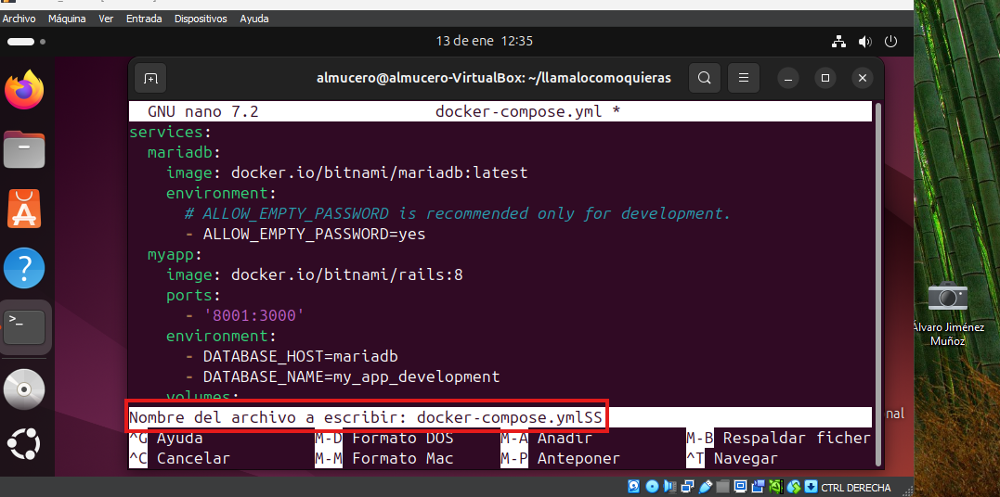 Archivo Máquina Ver Entrada Dispositivos Ayuda
13 de ene 12:35
almucero@almucero-VirtualBox: ~/llamalocomoquieras
GNU nano 7.2 docker-compose.yml *
services:
mariadb:
image: docker.io/bitnami/mariadb:latest
environment:
# ALLOW_EMPTY_PASSWORD is recommended only for development.
- ALLOW_EMPTY_PASSWORD=yes
myapp:
image: docker.io/bitnami/rails:8
ports:
- '8001:3000'
environment:
- DATABASE_HOST=mariadb
- DATABASE_NAME=my_app_development
volumes:
Nombre del archivo a escribir: docker-compose.ymlSS
^G Ayuda M-D Formato DOS M-A Añadir M-B Respaldar ficher
^C Cancelar M-M Formato Mac M-P Anteponer ^T Navegar
nal
CTRL DERECHA
Álvaro Jiménez
Muñoz